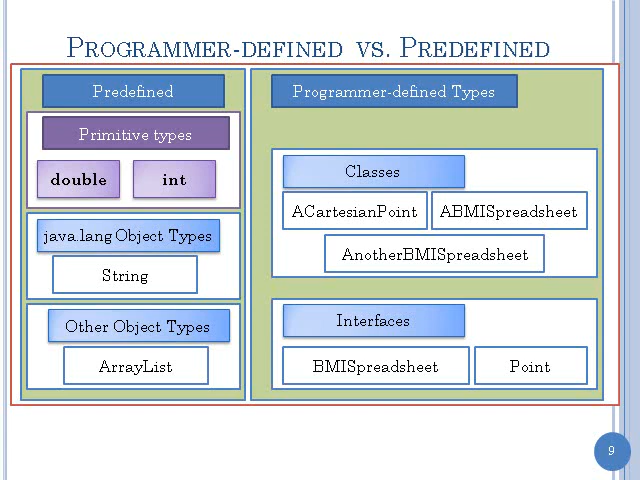 PROGRAMMER-DEFINED VS. PREDEFINED
Predefined
Primitive types
double int
java.lang Object Types
String
Other Object Types
ArrayList
Programmer-defined Types
Classes
ACartesianPoint ABMISpreadsheet
AnotherBMISpreadsheet
Interfaces
BMISpreadsheet Point
9